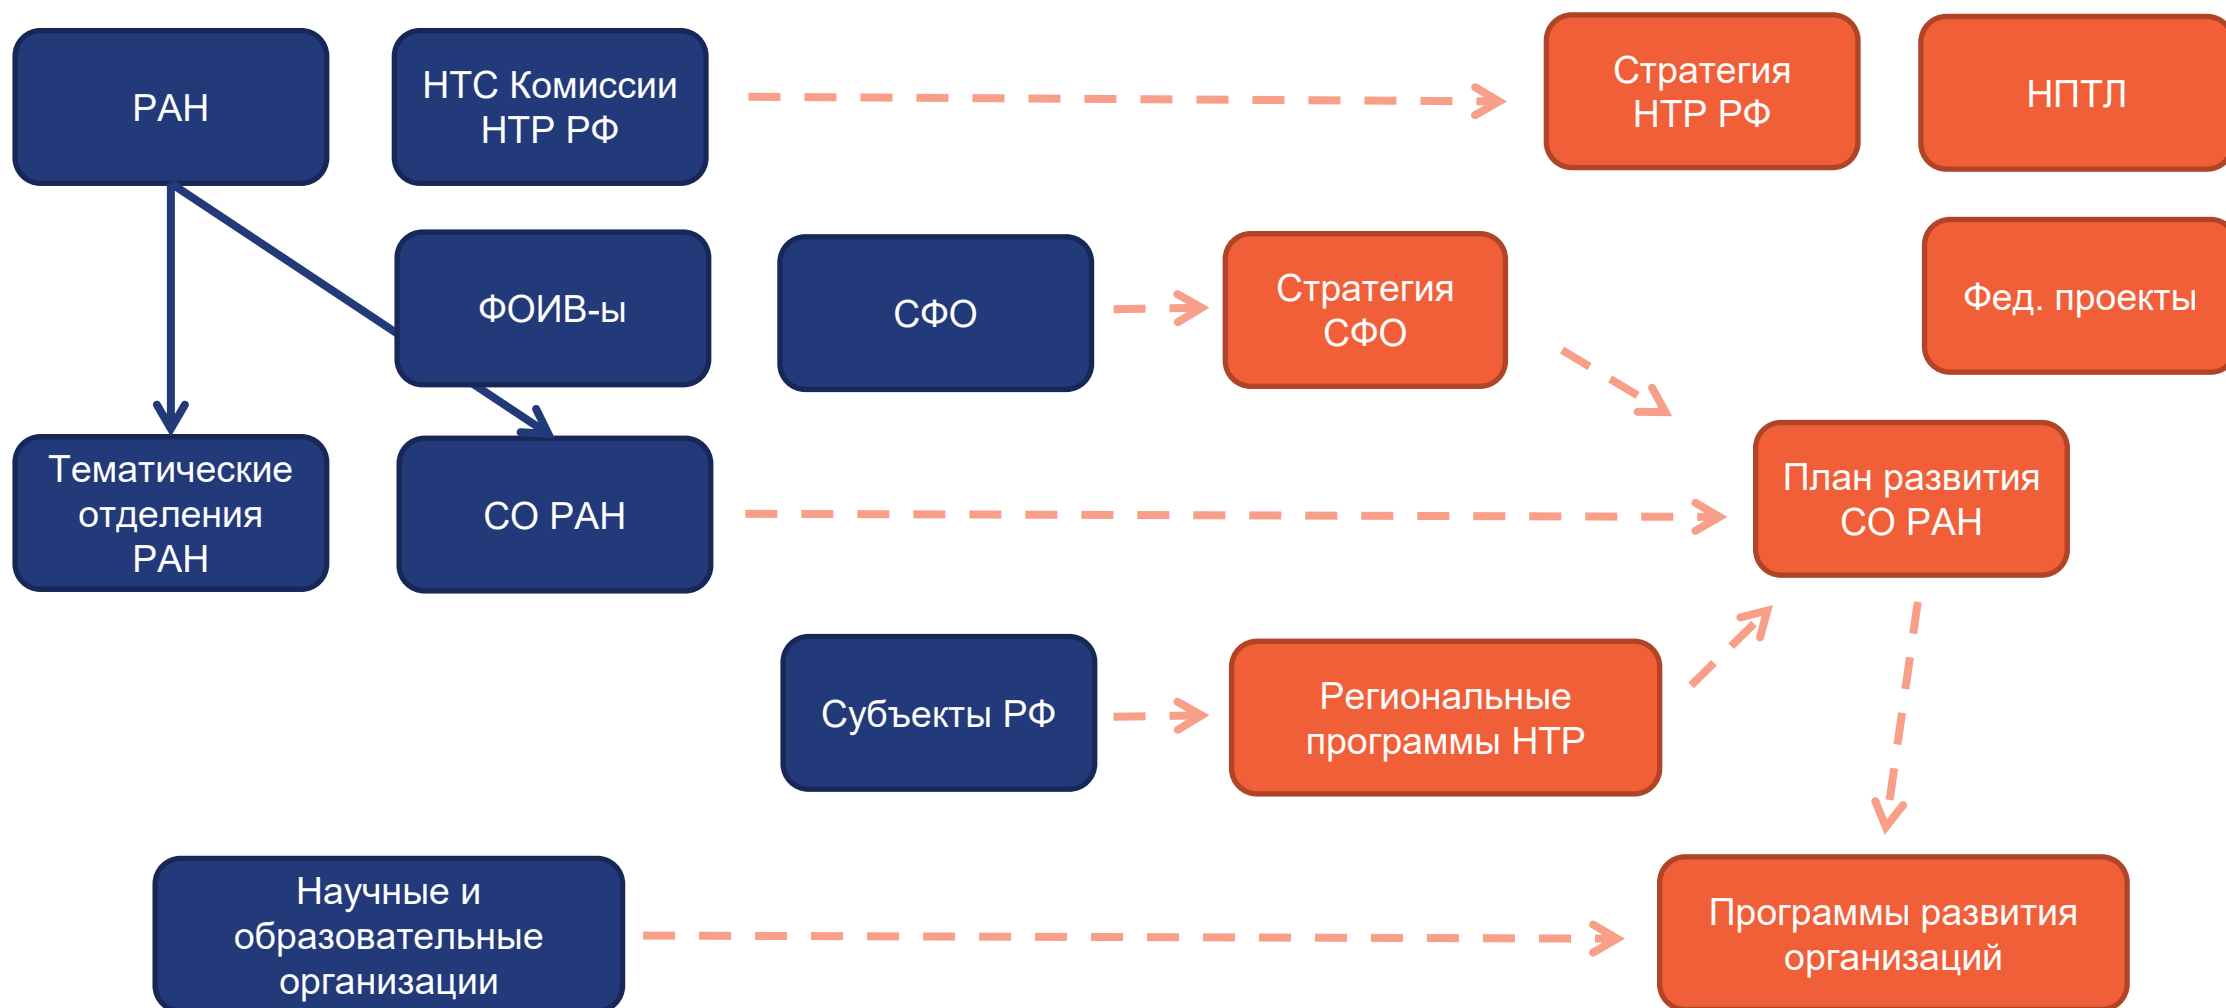 РАН
НТС Комиссии
НТР РФ
Стратегия
НТР РФ
НПТЛ
ФОИВ-ы
СФО
Стратегия
СФО
Фед. проекты
Тематические
отделения
РАН
СО РАН
План развития
СО РАН
Субъекты РФ
Региональные
программы НТР
Научные и
образовательные
организации
Программы развития
организаций